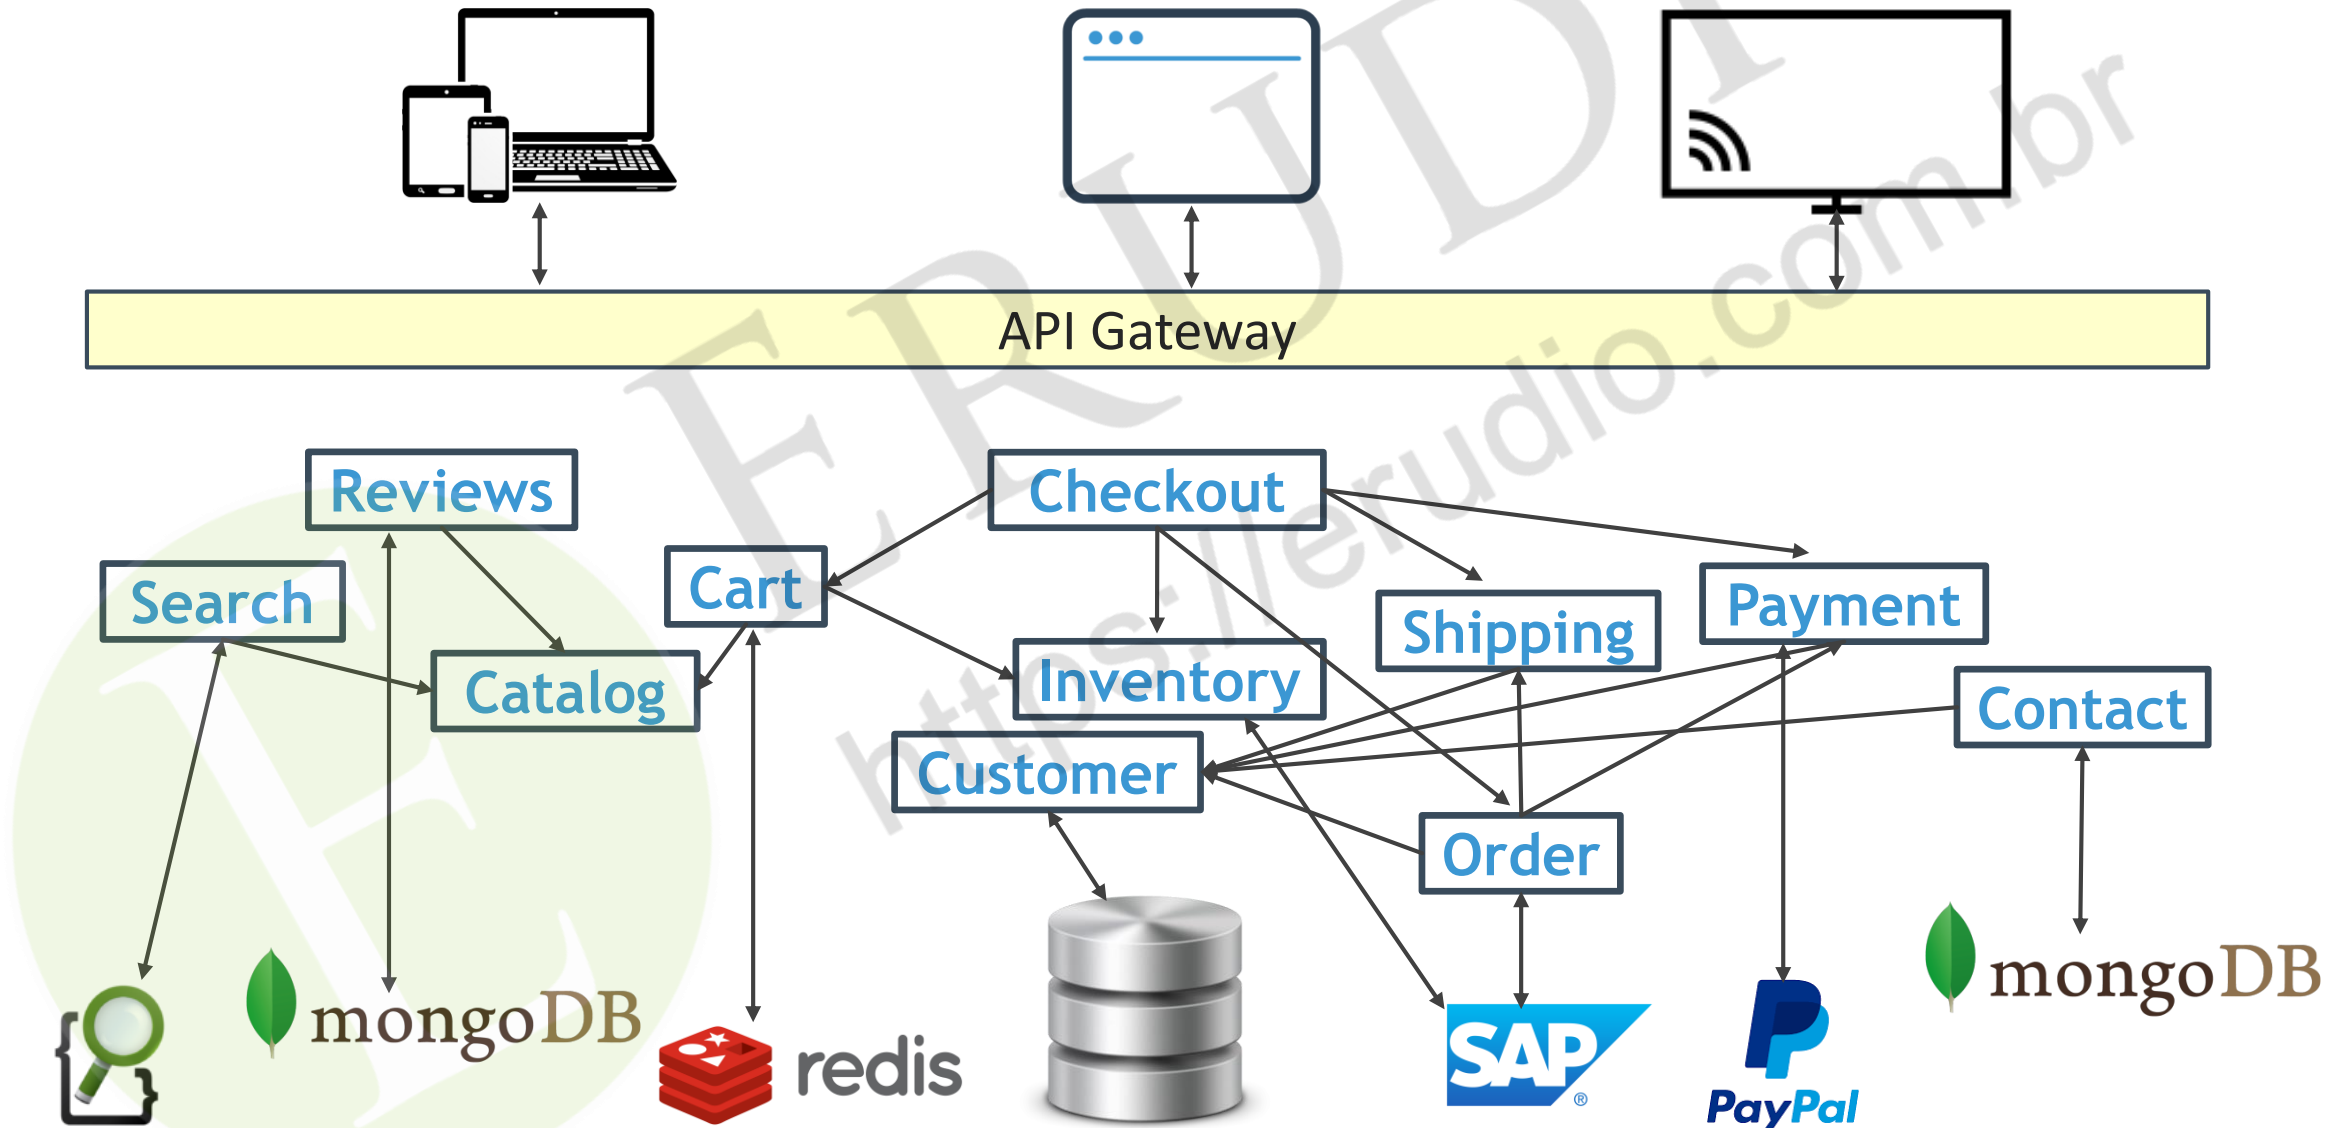 API Gateway
Reviews
Checkout
Search
Cart
Payment
Shipping
Catalog
Inventory
Contact
Customer
Order
mongoDB
redis
SAP
®
PayPal
mongoDB
ERUDI
https://erudio.com.br